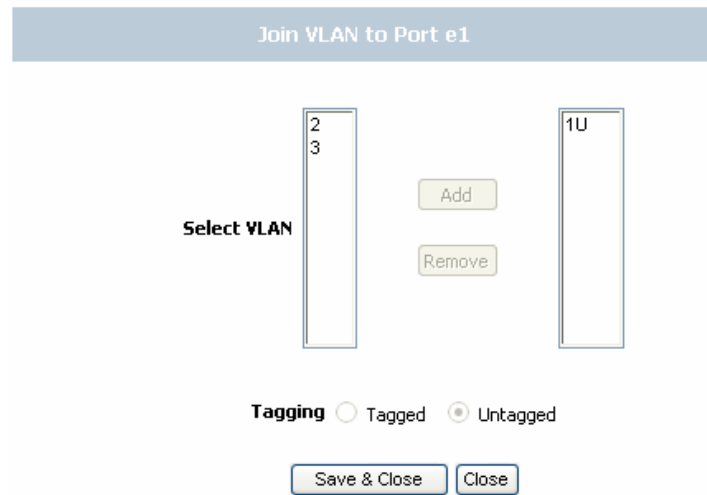 Join VLAN to Port e1
2
3
1U
Add
Select VLAN
Remove
Tagging Tagged Untagged
Save & Close Close